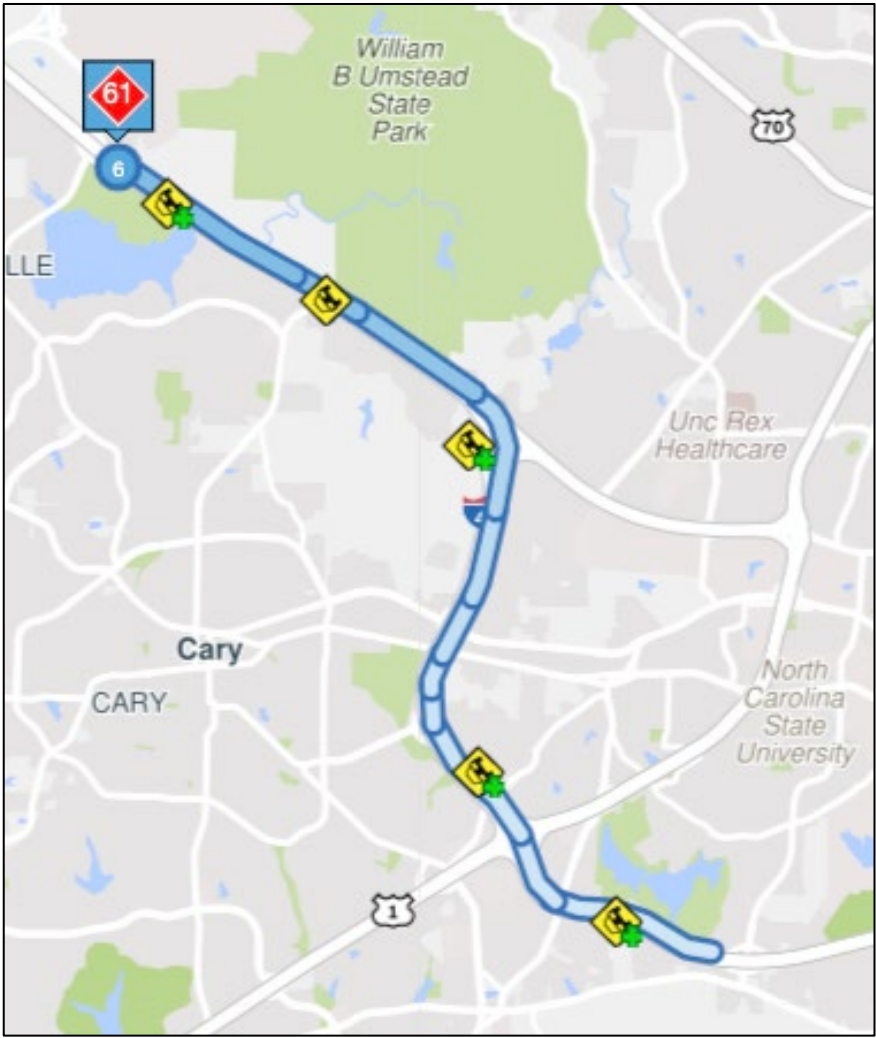 William
B Umstead
State
Park
61
70
6
LLE
Unc Rex
Healthcare
Cary
CARY
North
Carolina
State
University
1